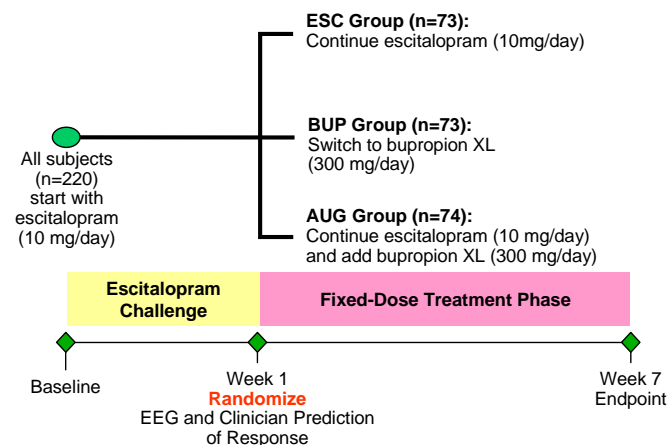 ESC Group (n=73):
Continue escitalopram (10mg/day)
All subjects
(n=220)
start with
escitalopram
(10 mg/day)
BUP Group (n=73):
Switch to bupropion XL
(300 mg/day)
AUG Group (n=74):
Continue escitalopram (10 mg/day)
and add bupropion XL (300 mg/day)
Escitalopram
Challenge
Fixed-Dose Treatment Phase
Baseline
Week 1
Randomize
EEG and Clinician Prediction
of Response
Week 7
Endpoint